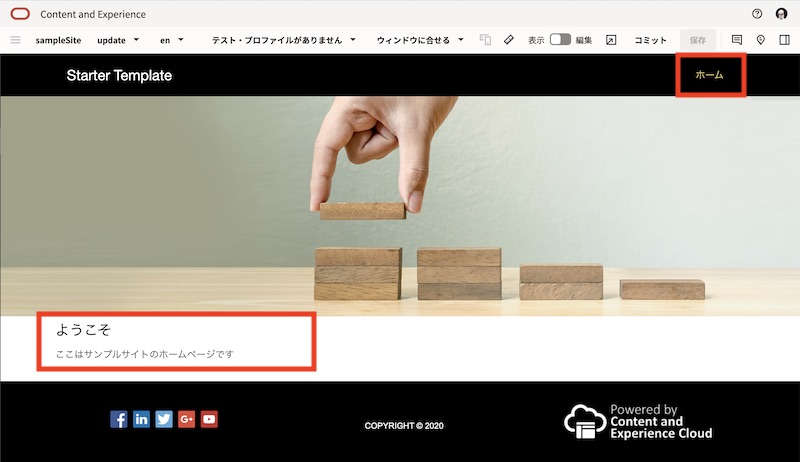 Content and Experience
sampleSite update en テスト・プロファイルがありません ウィンドウに合せる 表示 編集 コミット 保存
Starter Template ホーム
ようこそ
ここはサンプルサイトのホームページです
COPYRIGHT © 2020
Powered by
Content and
Experience Cloud